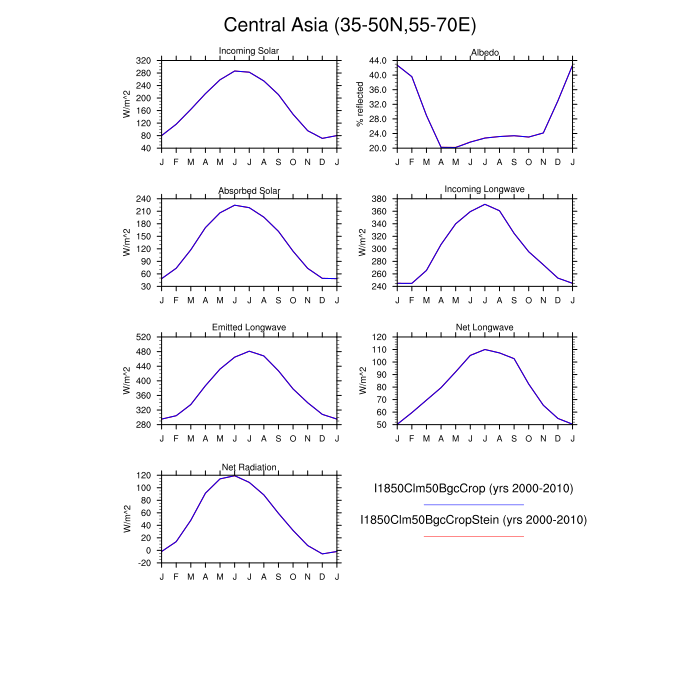 Central Asia (35-50N,55-70E)
Incoming Solar
W/m^2
320
280
240
200
160
120
80
40
J F M A M J J A S O N D J
Albedo
% reflected
44.0
40.0
36.0
32.0
28.0
24.0
20.0
J F M A M J J A S O N D J
Absorbed Solar
W/m^2
240
210
180
150
120
90
60
30
J F M A M J J A S O N D J
Incoming Longwave
W/m^2
380
360
340
320
300
280
260
240
J F M A M J J A S O N D J
Emitted Longwave
W/m^2
520
480
440
400
360
320
280
J F M A M J J A S O N D J
Net Longwave
W/m^2
120
110
100
90
80
70
60
50
J F M A M J J A S O N D J
Net Radiation
W/m^2
120
100
80
60
40
20
0
-20
J F M A M J J A S O N D J
I1850Clm50BgcCrop (yrs 2000-2010)
I1850Clm50BgcCropStein (yrs 2000-2010)